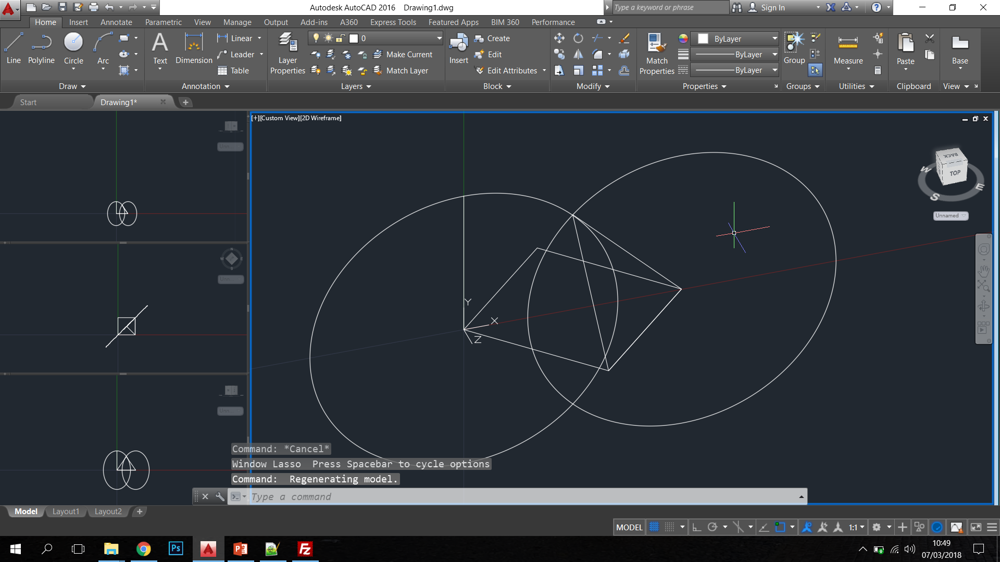 Autodesk AutoCAD 2016 Drawing1.dwg
Type a keyword or phrase
Sign In
Home Insert Annotate Parametric View Manage Output Add-ins A360 Express Tools Featured Apps BIM 360 Performance
Line Polyline Circle Arc
Draw
Text Dimension
Linear
Leader
Table
Annotation
Layer Properties
0
Make Current
Match Layer
Layers
Insert
Create
Edit
Edit Attributes
Block
Modify
Match Properties
ByLayer
ByLayer
ByLayer
Properties
Group
Groups
Measure
Utilities
Paste
Clipboard
Base
View
Start Drawing1*
[+][Custom View][2D Wireframe]
BACK
TOP
W
E
S
Unnamed
N
W E
S
Y
X
Z
Command: *Cancel*
Window Lasso Press Spacebar to cycle options
Command: Regenerating model.
Type a command
Model Layout1 Layout2
MODEL
1:1
Ps
Fz
10:49
07/03/2018